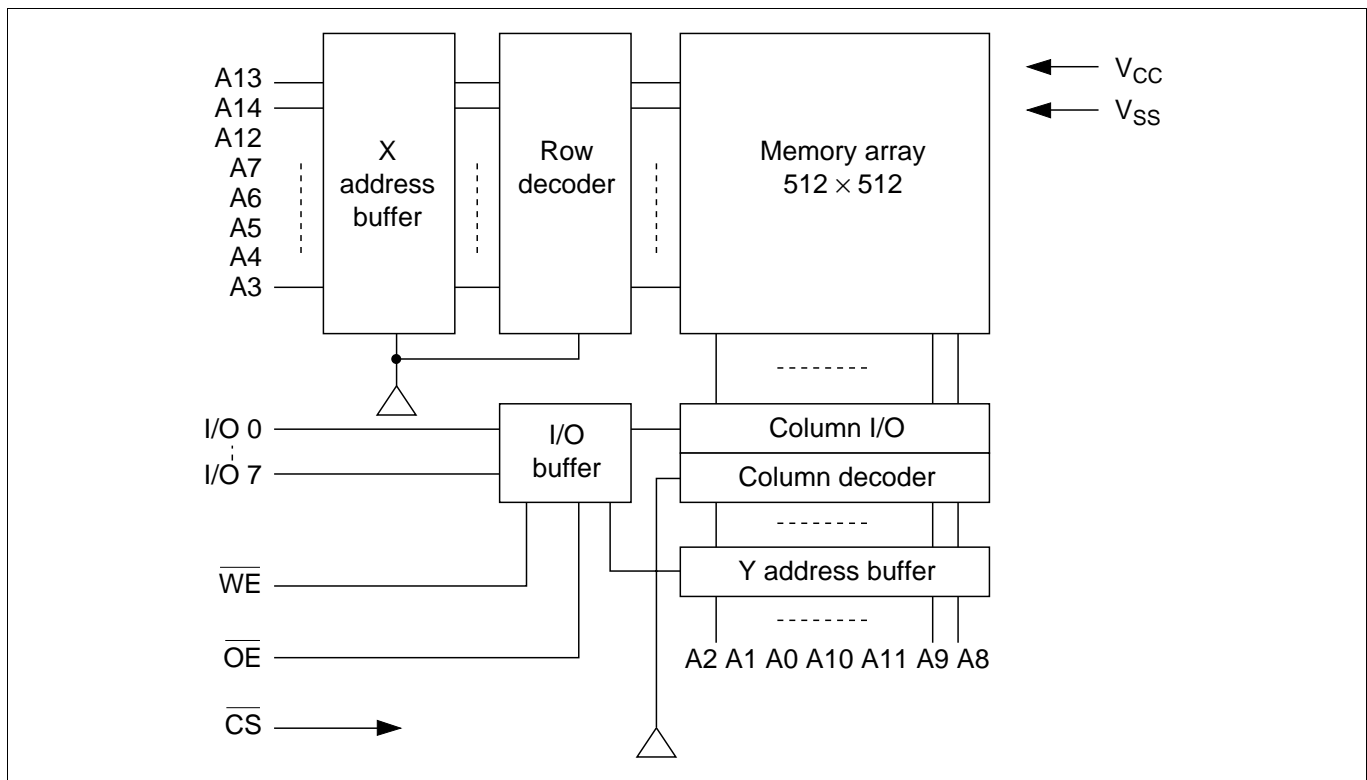 A13
A14
A12
A7
A6
A5
A4
A3
X
address
buffer
Row
decoder
Memory array
512 × 512
VCC
VSS
I/O 0
I/O 7
I/O
buffer
Column I/O
Column decoder
Y address buffer
WE
OE
CS
A2 A1 A0 A10 A11 A9 A8